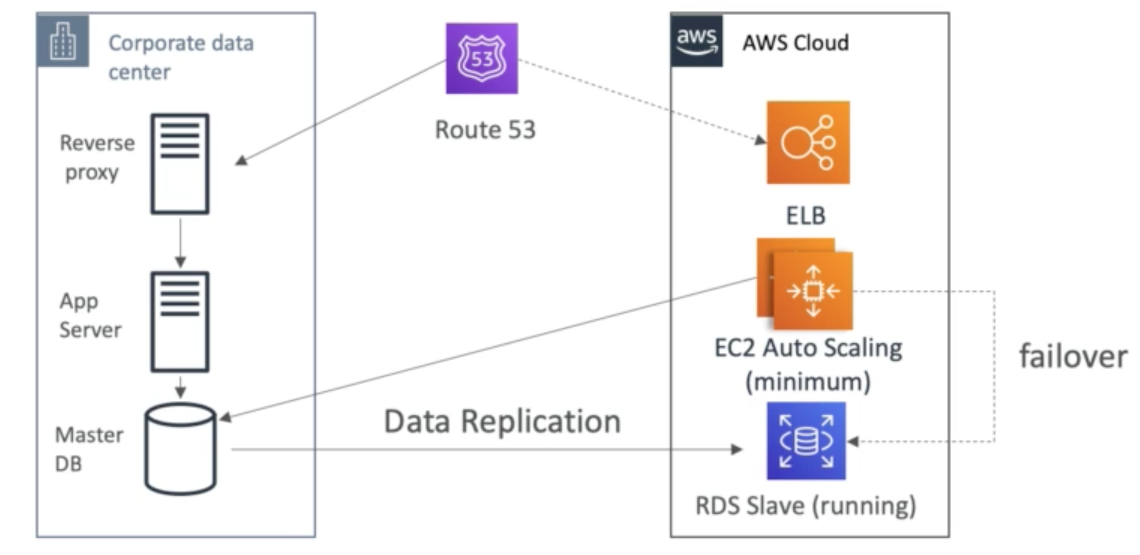 Corporate data
center
53
Route 53
aws
AWS Cloud
Reverse
proxy
ELB
App
Server
EC2 Auto Scaling
(minimum)
failover
Master
DB
Data Replication
RDS Slave (running)